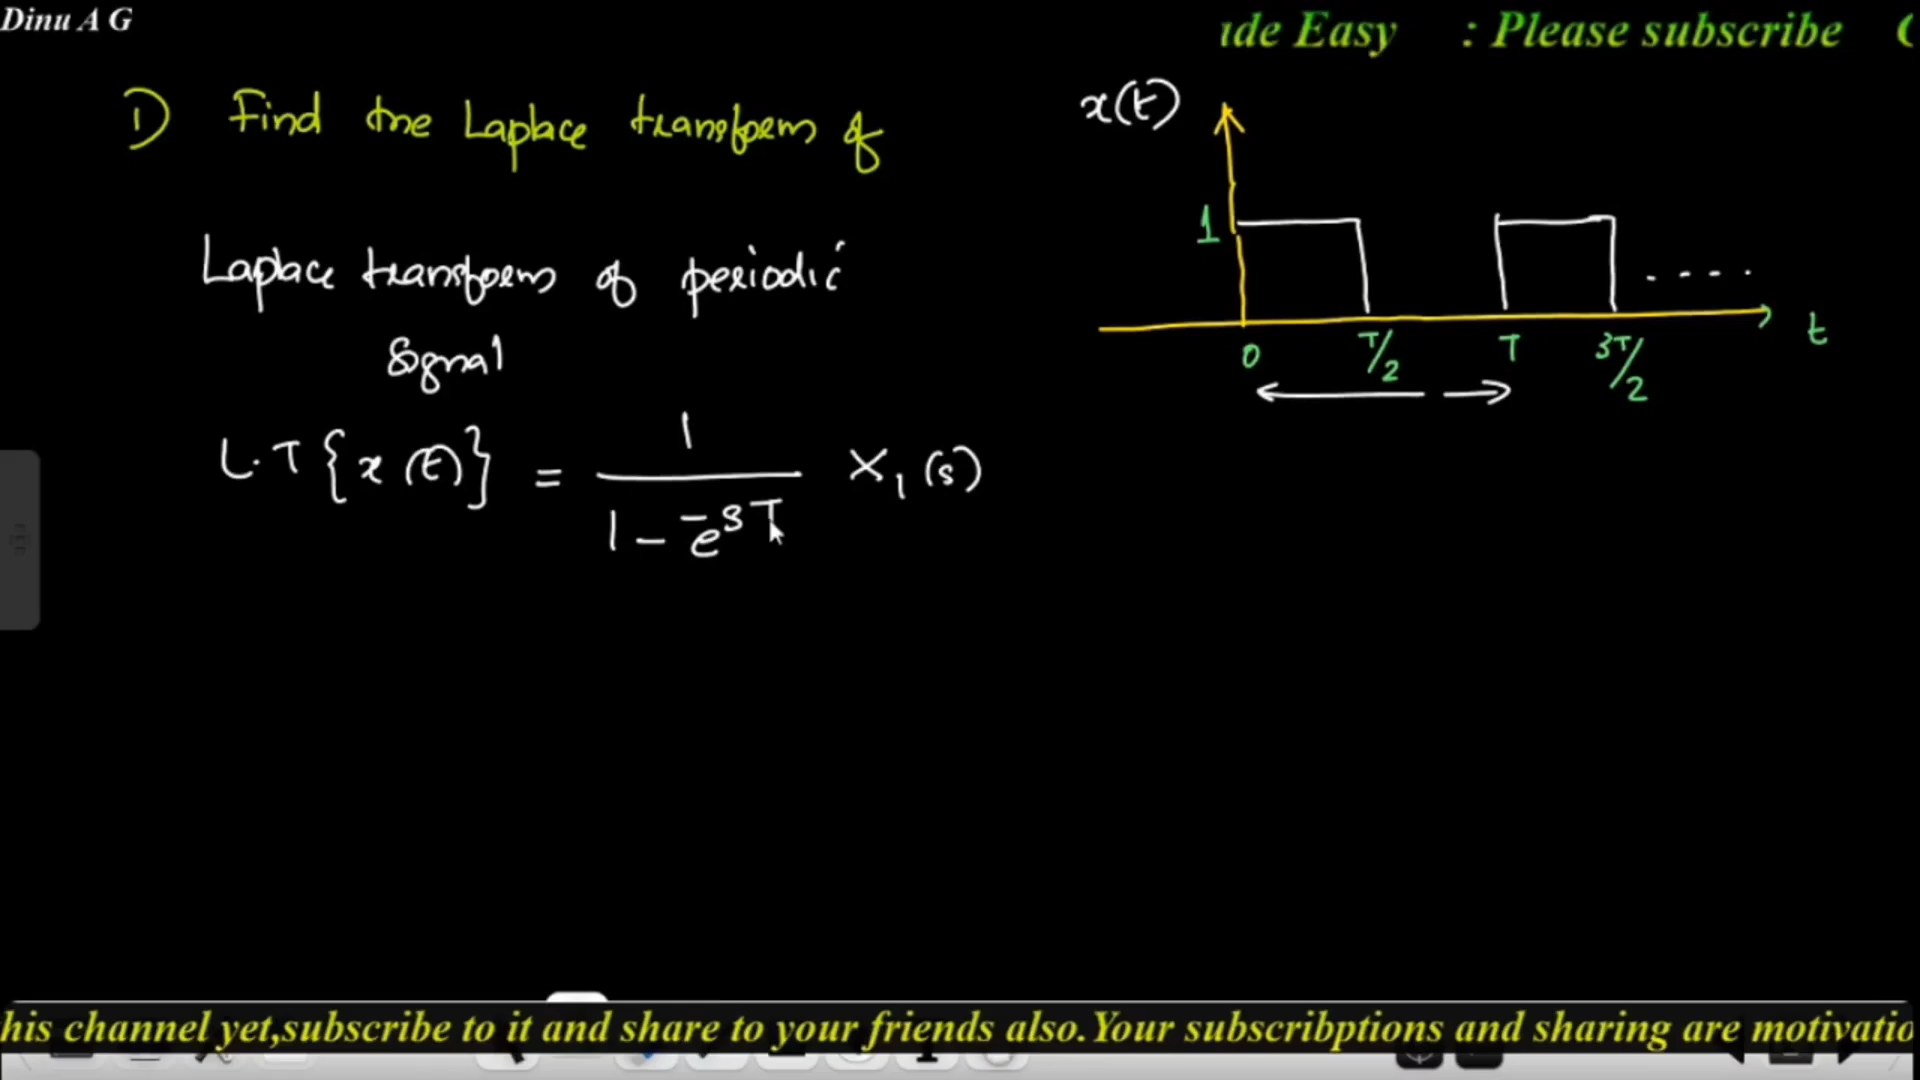 Dinu A G
ide Easy : Please subscribe
1) Find the Laplace transform of
x(t)
1
0 T/2 T 3T/2 t
Laplace transform of periodic
signal
L.T {x(t)} = 1 / (1 - e^-sT) X₁(s)
his channel yet,subscribe to it and share to your friends also.Your subscribptions and sharing are motivatio